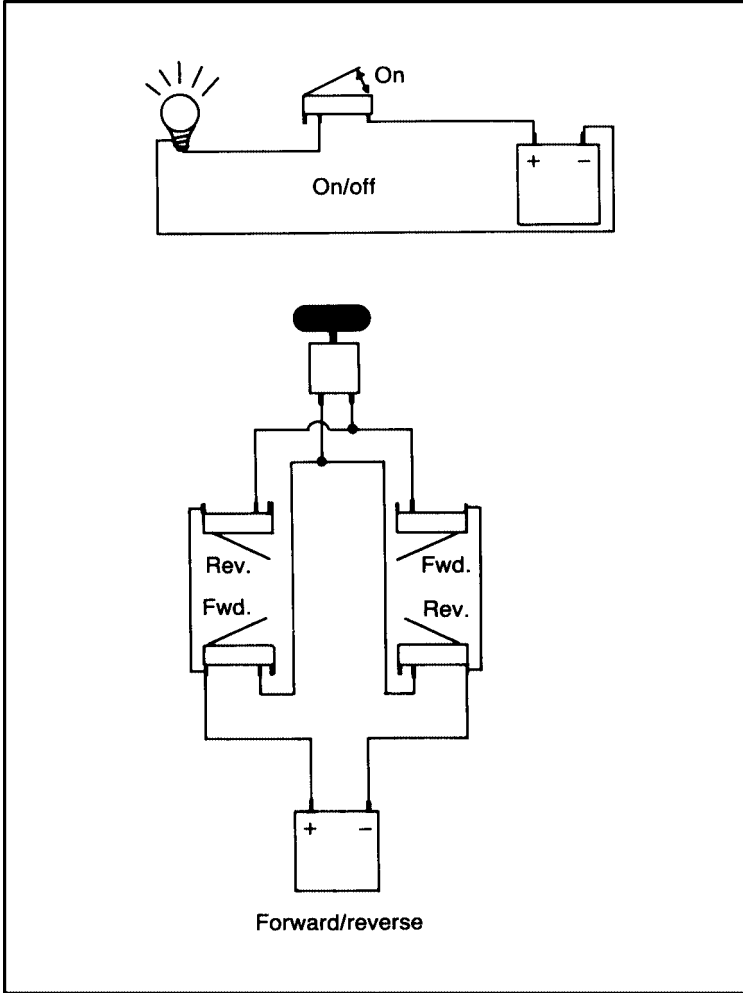 On
+ −
On/off
Rev. Fwd.
Fwd. Rev.
+ −
Forward/reverse